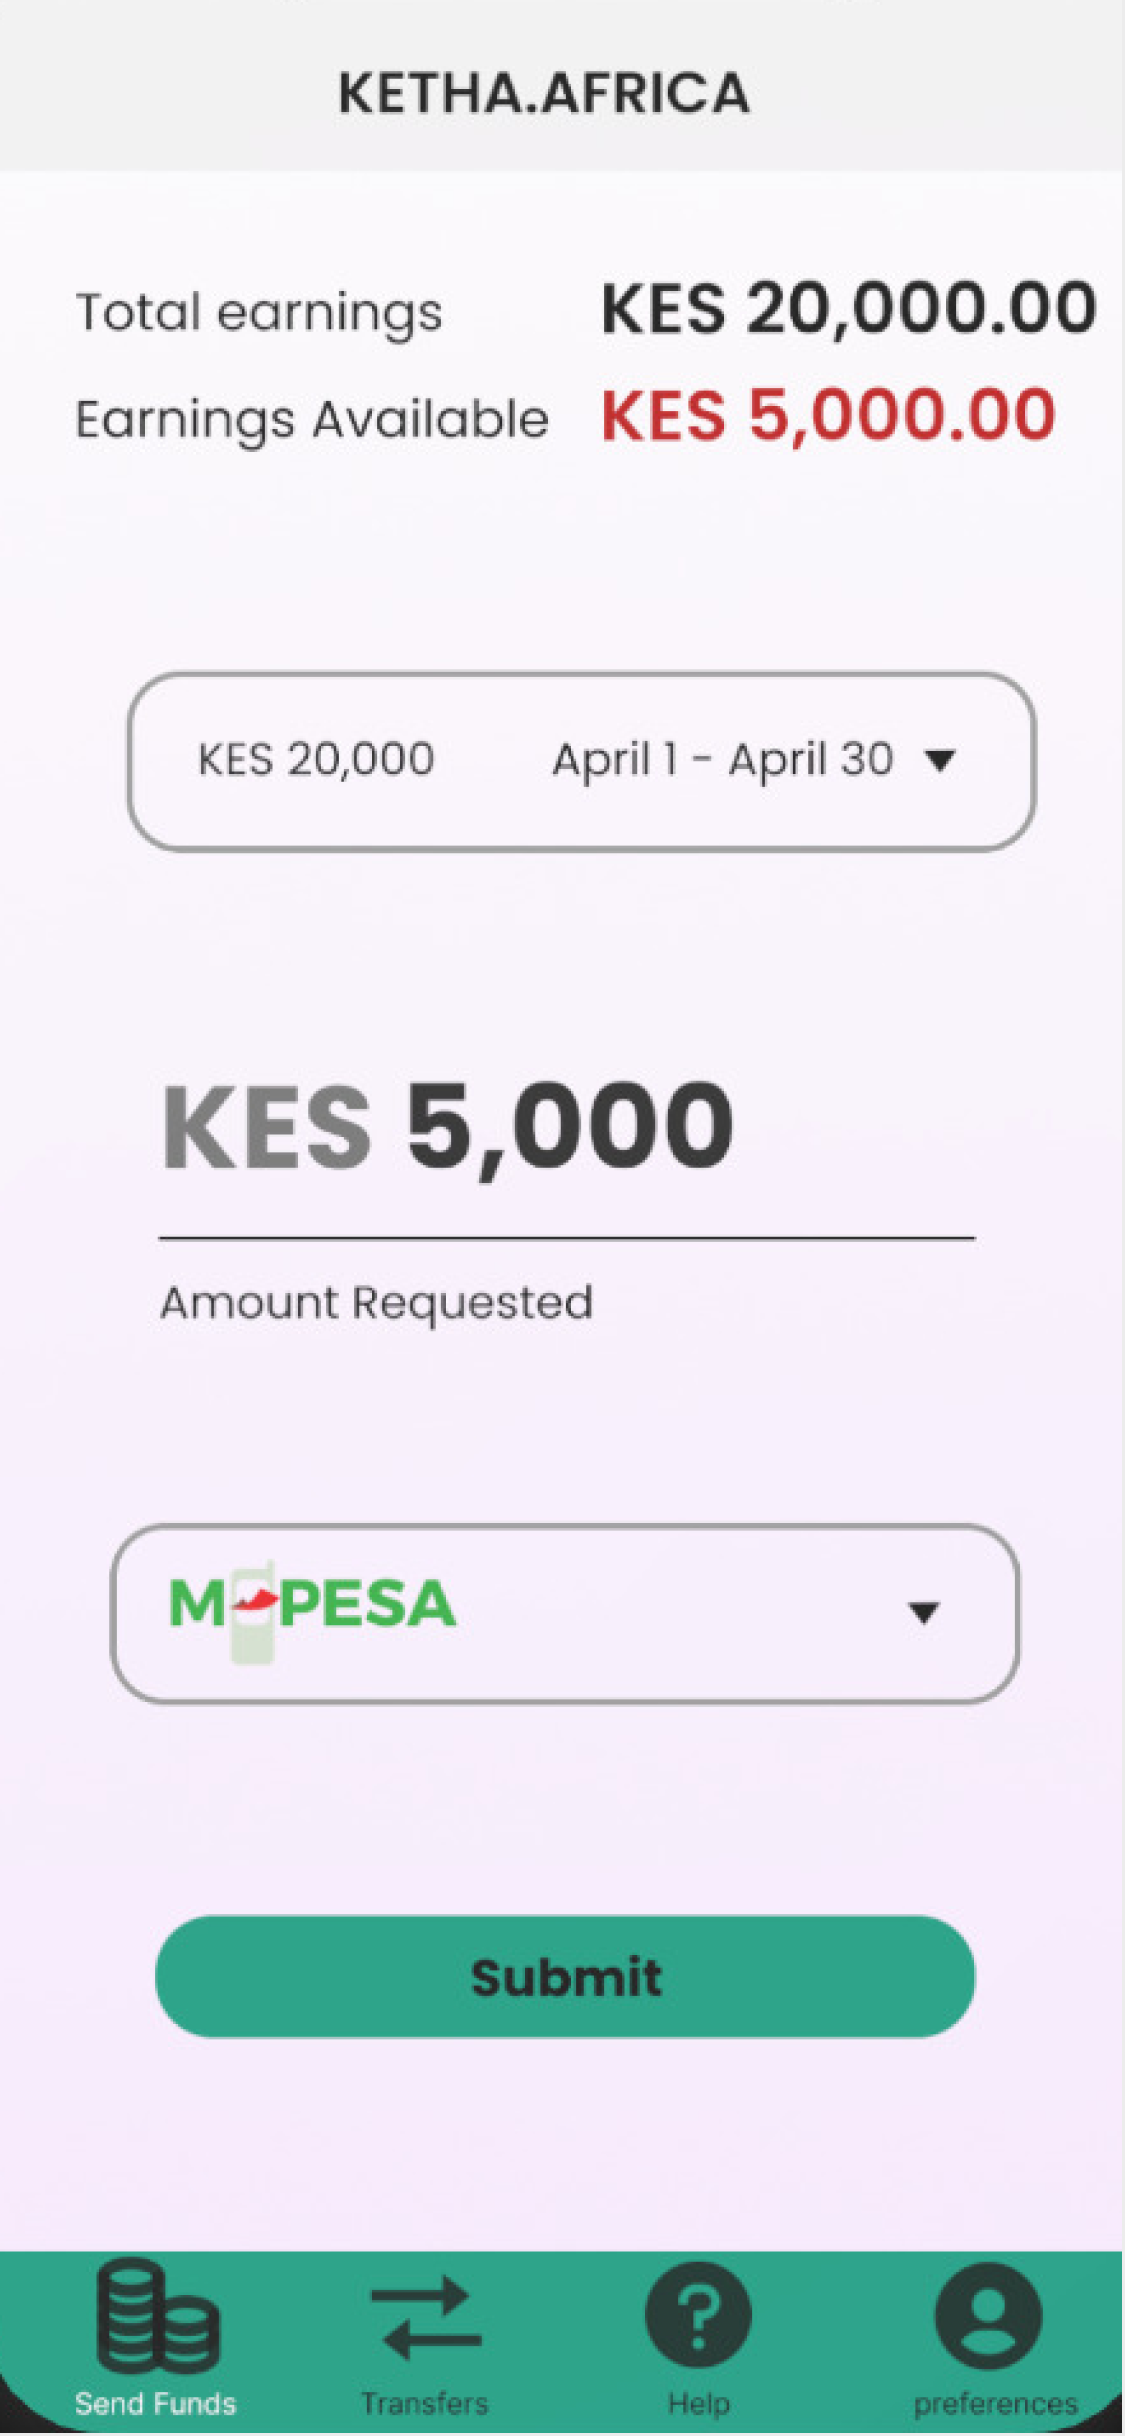 KETHA.AFRICA
Total earnings KES 20,000.00
Earnings Available KES 5,000.00
KES 20,000 April 1 - April 30
KES 5,000
Amount Requested
M-PESA
Submit
Send Funds Transfers Help preferences